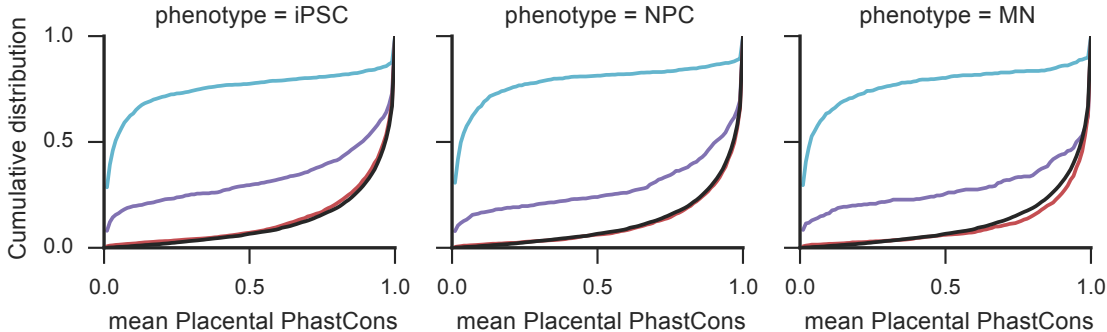 phenotype = iPSC phenotype = NPC phenotype = MN
Cumulative distribution
1.0
0.5
0.0
0.0 0.5 1.0 0.0 0.5 1.0 0.0 0.5 1.0
mean Placental PhastCons mean Placental PhastCons mean Placental PhastCons